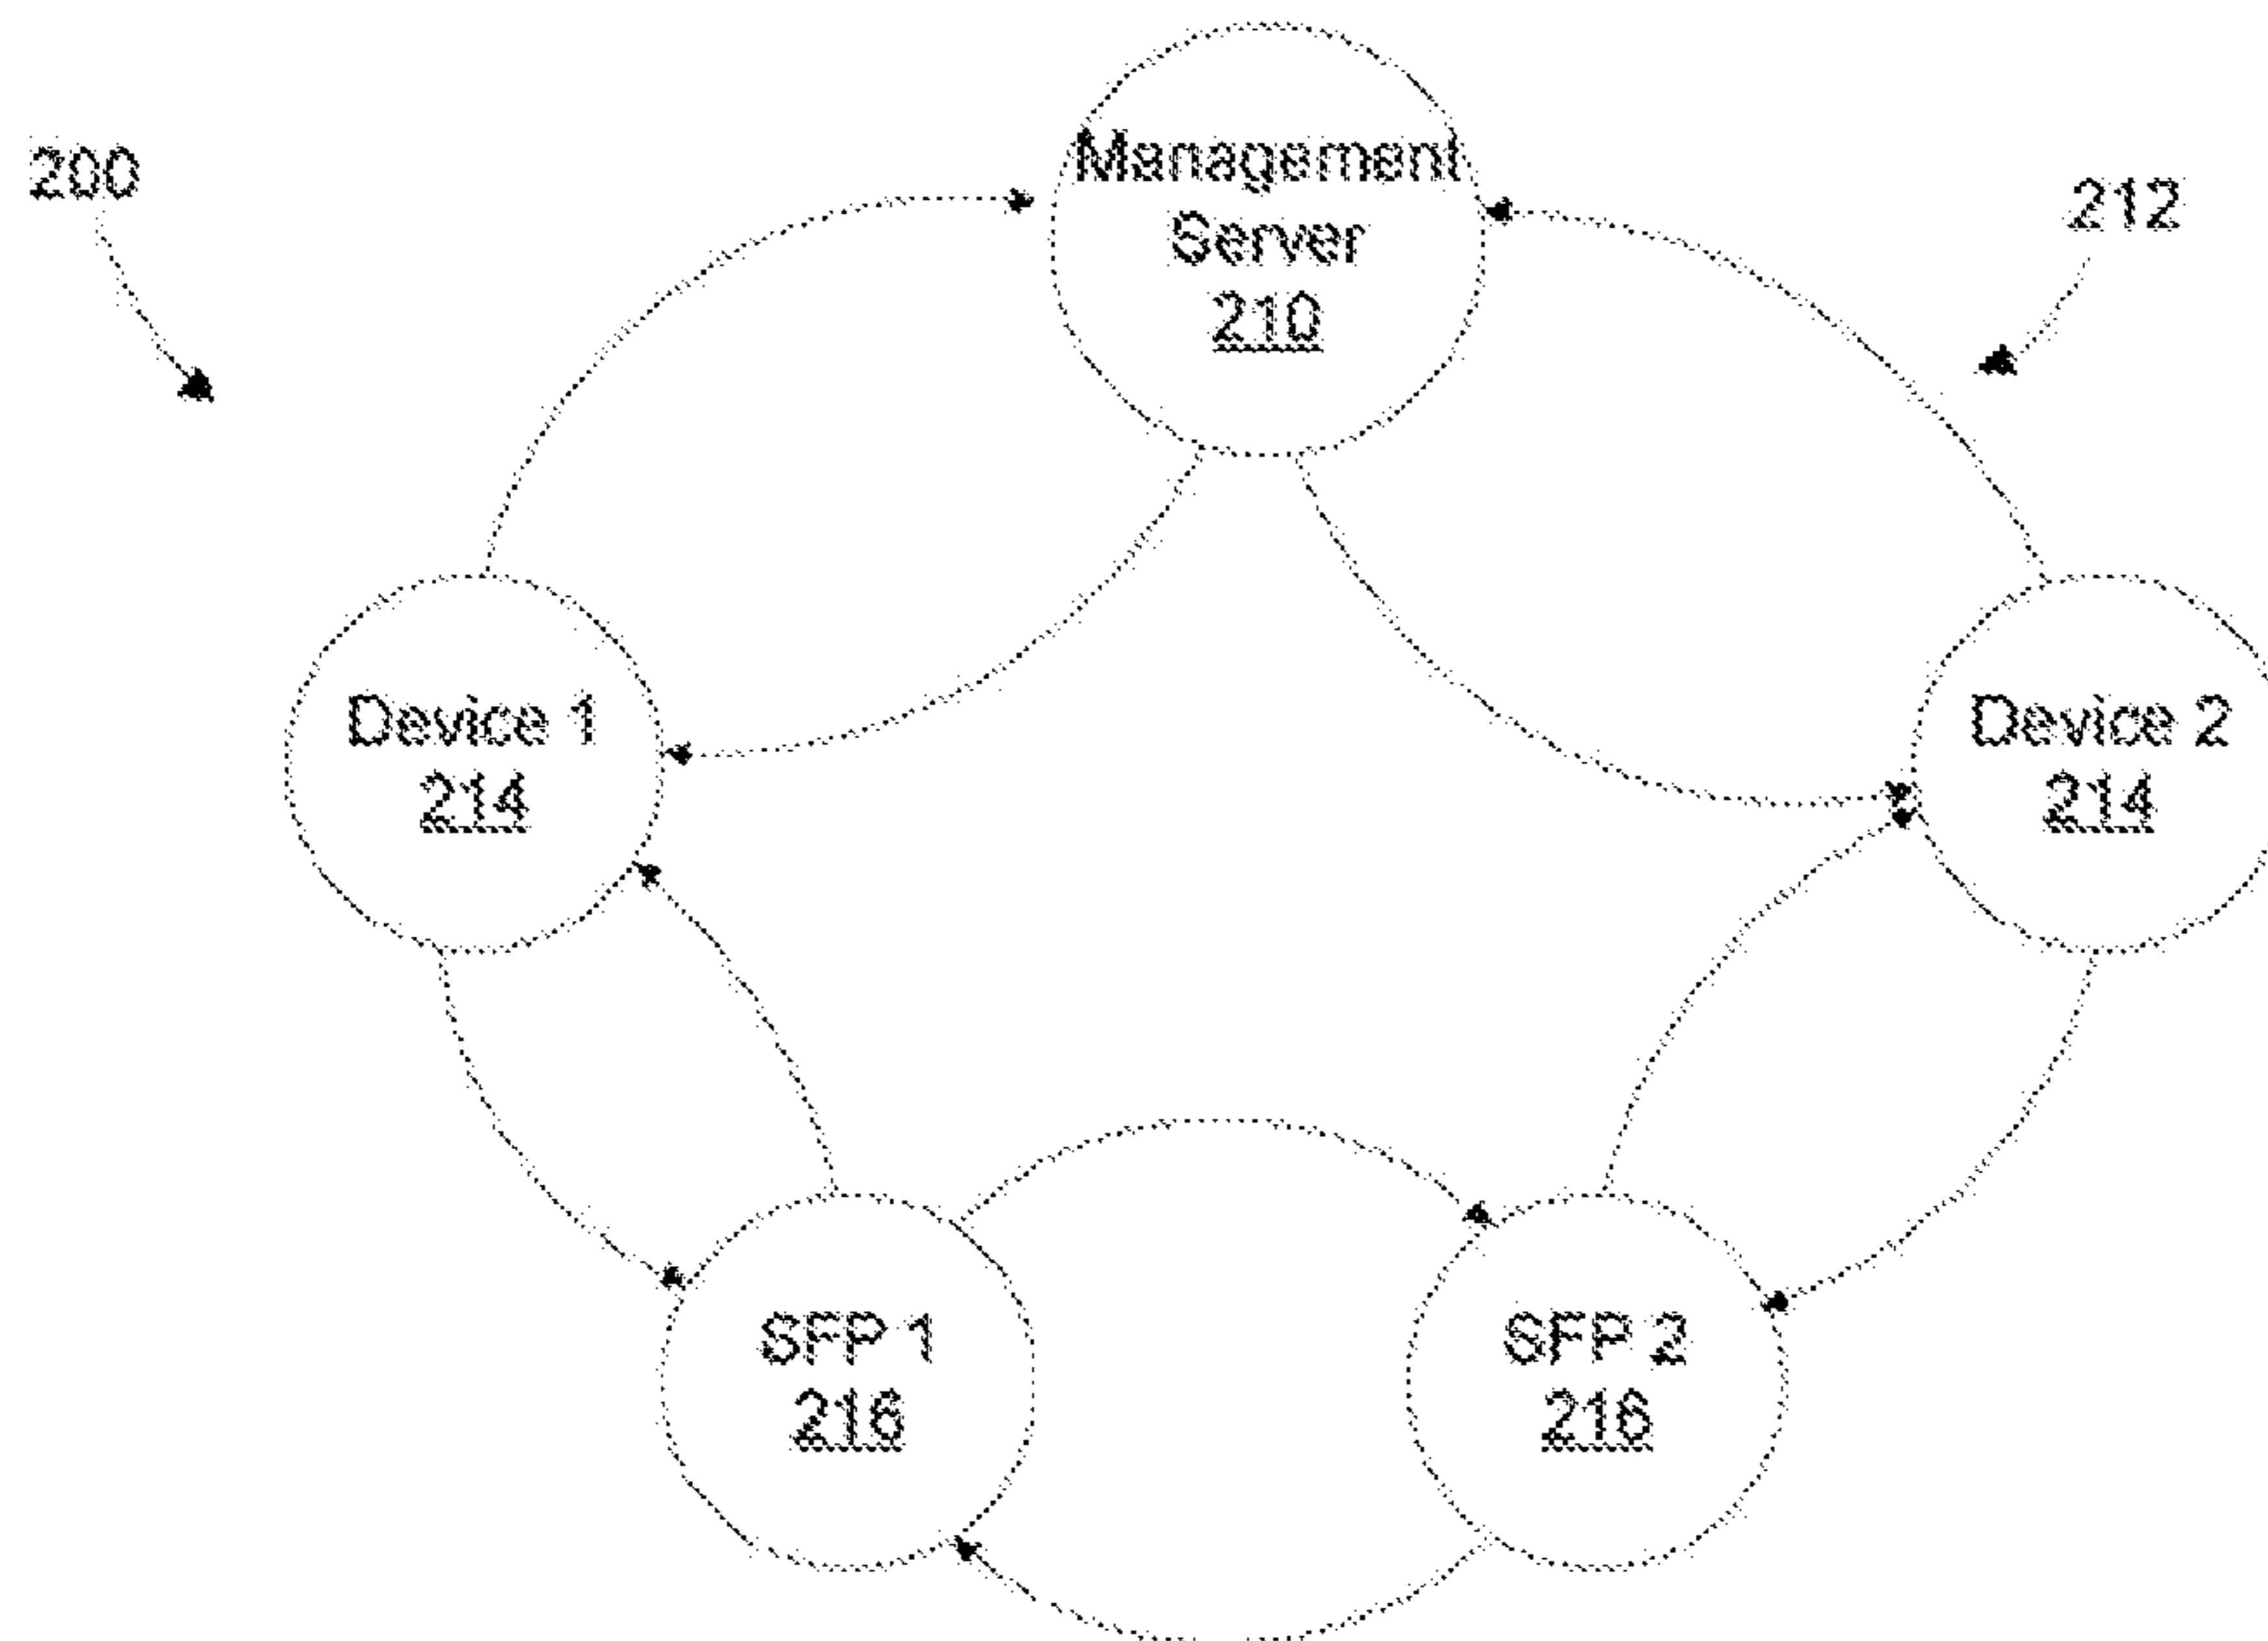 200
Management
Server
210
212
Device 1
214
Device 2
214
SFP 1
216
SFP 2
216